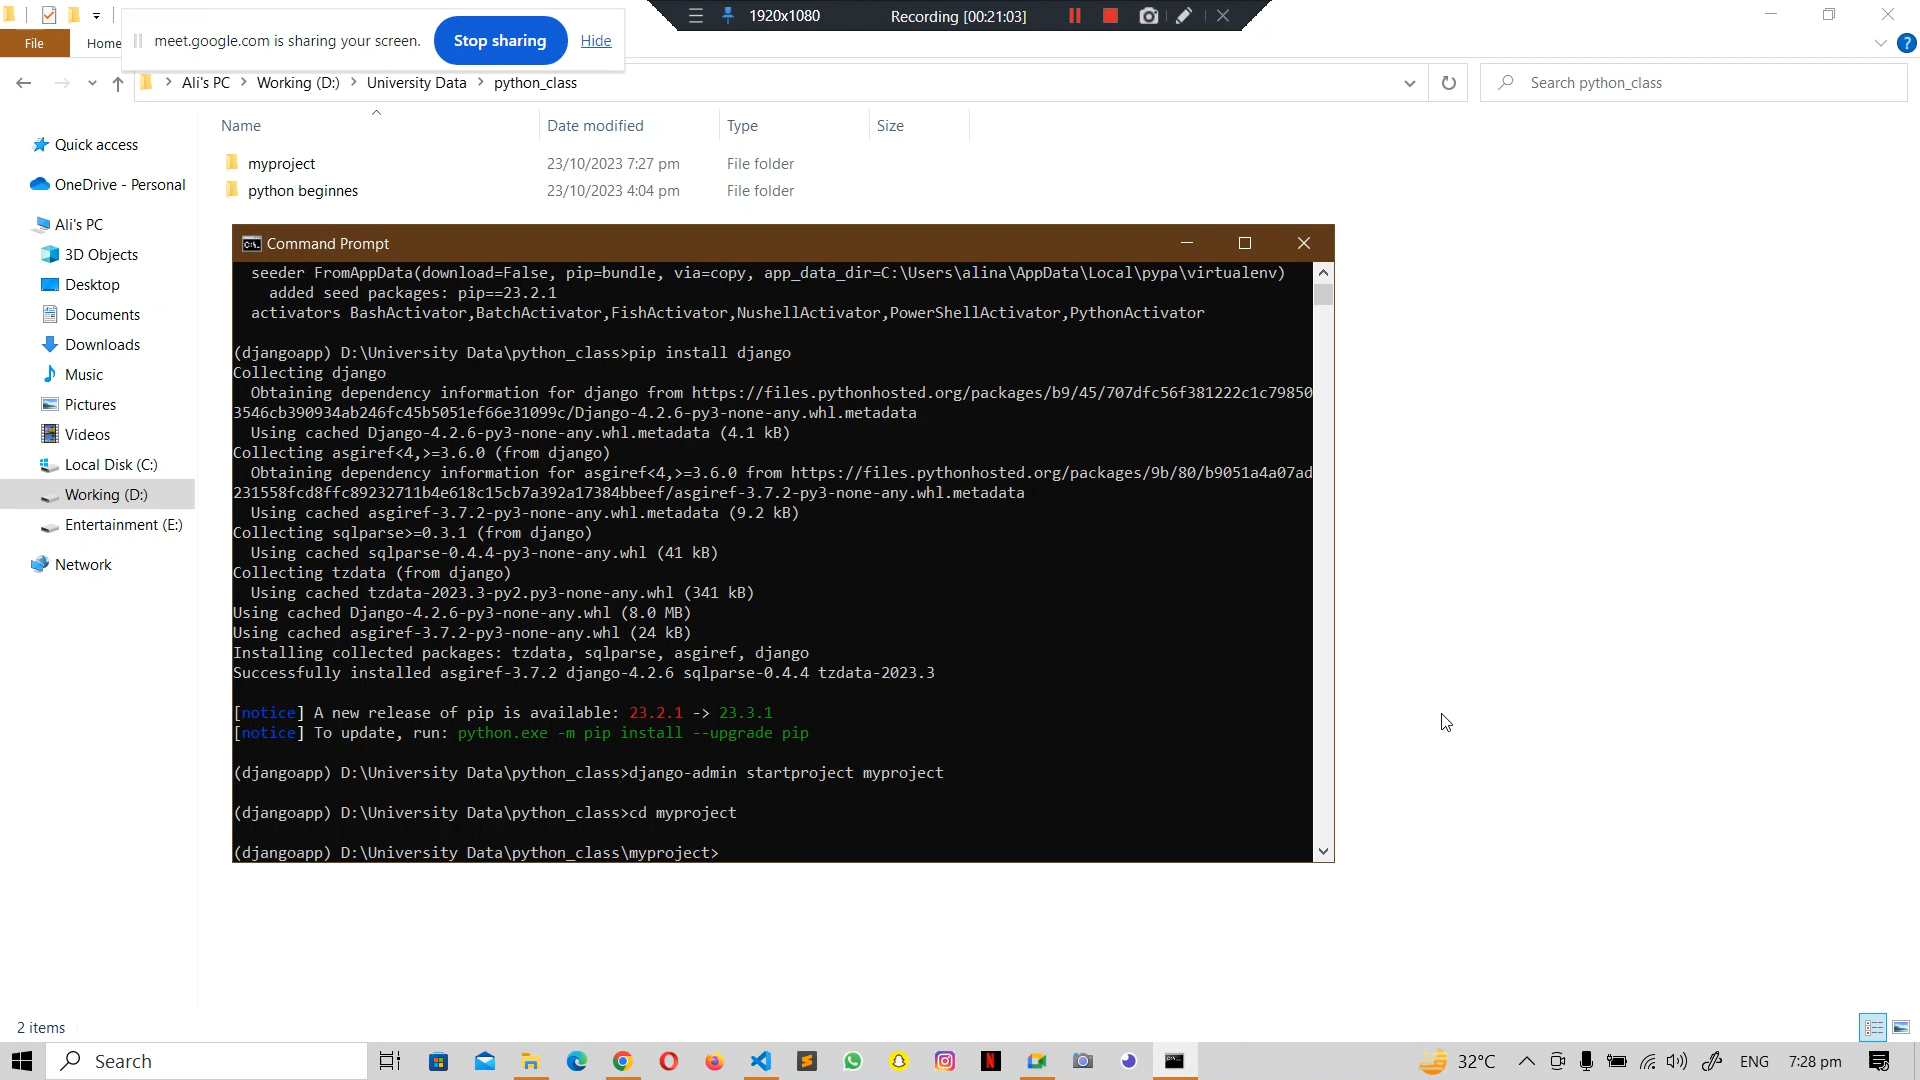 1920x1080
Recording [00:21:03]
File
Home
meet.google.com is sharing your screen.
Stop sharing
Hide
Ali's PC
Working (D:)
University Data
python_class
Search python_class
Name
Date modified
Type
Size
myproject
23/10/2023 7:27 pm
File folder
python beginnes
23/10/2023 4:04 pm
File folder
Quick access
OneDrive - Personal
Ali's PC
3D Objects
Desktop
Documents
Downloads
Music
Pictures
Videos
Local Disk (C:)
Working (D:)
Entertainment (E:)
Network
Command Prompt
seeder FromAppData(download=False, pip=bundle, via=copy, app_data_dir=C:\Users\alina\AppData\Local\pypa\virtualenv)
added seed packages: pip==23.2.1
activators BashActivator,BatchActivator,FishActivator,NushellActivator,PowerShellActivator,PythonActivator
(djangoapp) D:\University Data\python_class>pip install django
Collecting django
Obtaining dependency information for django from https://files.pythonhosted.org/packages/b9/45/707dfc56f381222c1c79850
3546cb390934ab246fc45b5051ef66e31099c/Django-4.2.6-py3-none-any.whl.metadata
Using cached Django-4.2.6-py3-none-any.whl.metadata (4.1 kB)
Collecting asgiref<4,>=3.6.0 (from django)
Obtaining dependency information for asgiref<4,>=3.6.0 from https://files.pythonhosted.org/packages/9b/80/b9051a4a07ad
231558fcd8ffc89232711b4e618c15cb7a392a17384bbeef/asgiref-3.7.2-py3-none-any.whl.metadata
Using cached asgiref-3.7.2-py3-none-any.whl.metadata (9.2 kB)
Collecting sqlparse>=0.3.1 (from django)
Using cached sqlparse-0.4.4-py3-none-any.whl (41 kB)
Collecting tzdata (from django)
Using cached tzdata-2023.3-py2.py3-none-any.whl (341 kB)
Using cached Django-4.2.6-py3-none-any.whl (8.0 MB)
Using cached asgiref-3.7.2-py3-none-any.whl (24 kB)
Installing collected packages: tzdata, sqlparse, asgiref, django
Successfully installed asgiref-3.7.2 django-4.2.6 sqlparse-0.4.4 tzdata-2023.3
[notice] A new release of pip is available: 23.2.1 -> 23.3.1
[notice] To update, run: python.exe -m pip install --upgrade pip
(djangoapp) D:\University Data\python_class>django-admin startproject myproject
(djangoapp) D:\University Data\python_class>cd myproject
(djangoapp) D:\University Data\python_class\myproject>
2 items
Search
32°C
ENG
7:28 pm